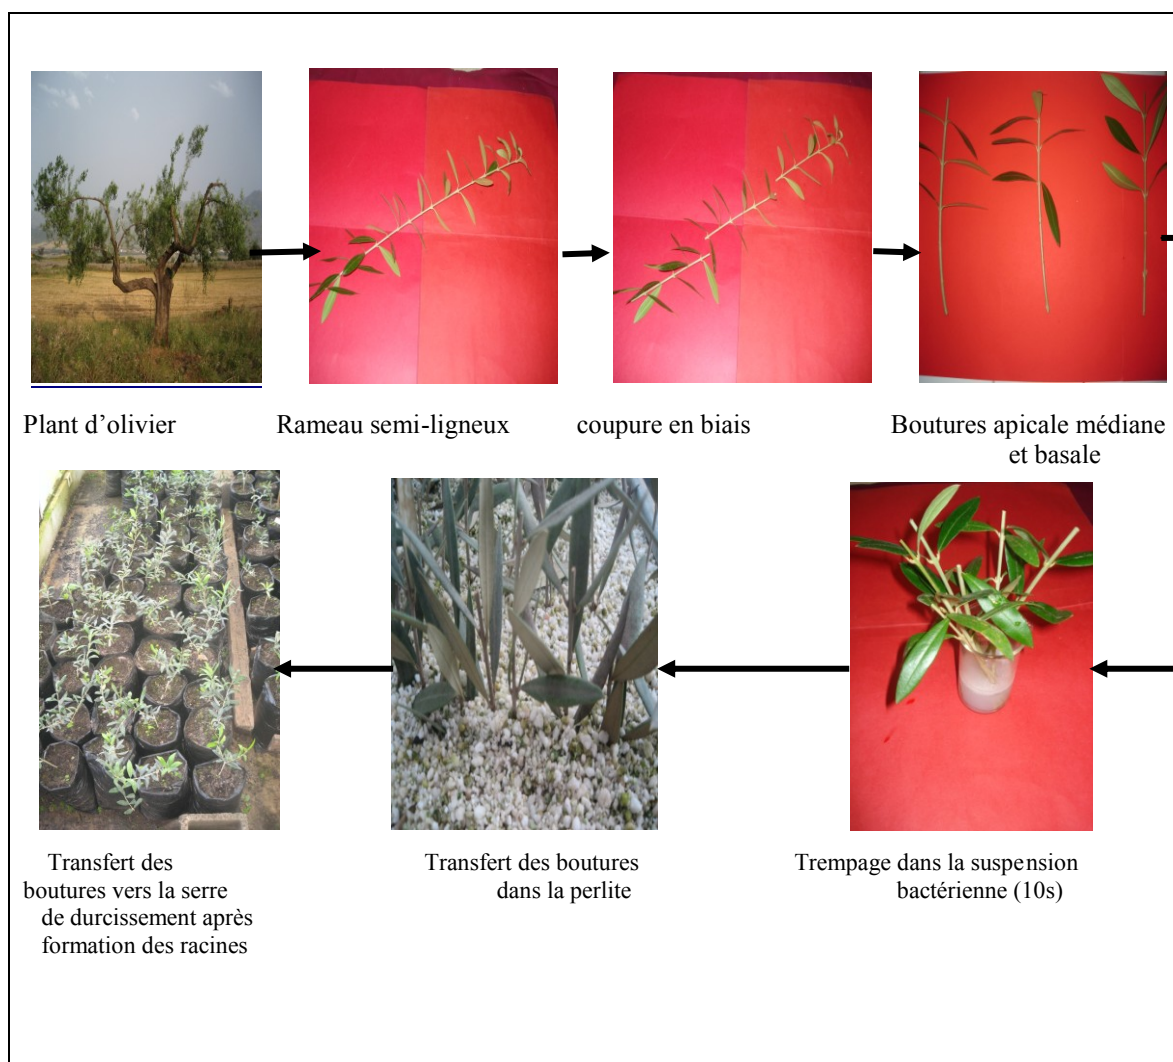 Plant d’olivier
Rameau semi-ligneux
coupure en biais
Boutures apicale médiane
et basale
Transfert des
boutures vers la serre
de durcissement après
formation des racines
Transfert des boutures
dans la perlite
Trempage dans la suspension
bactérienne (10s)